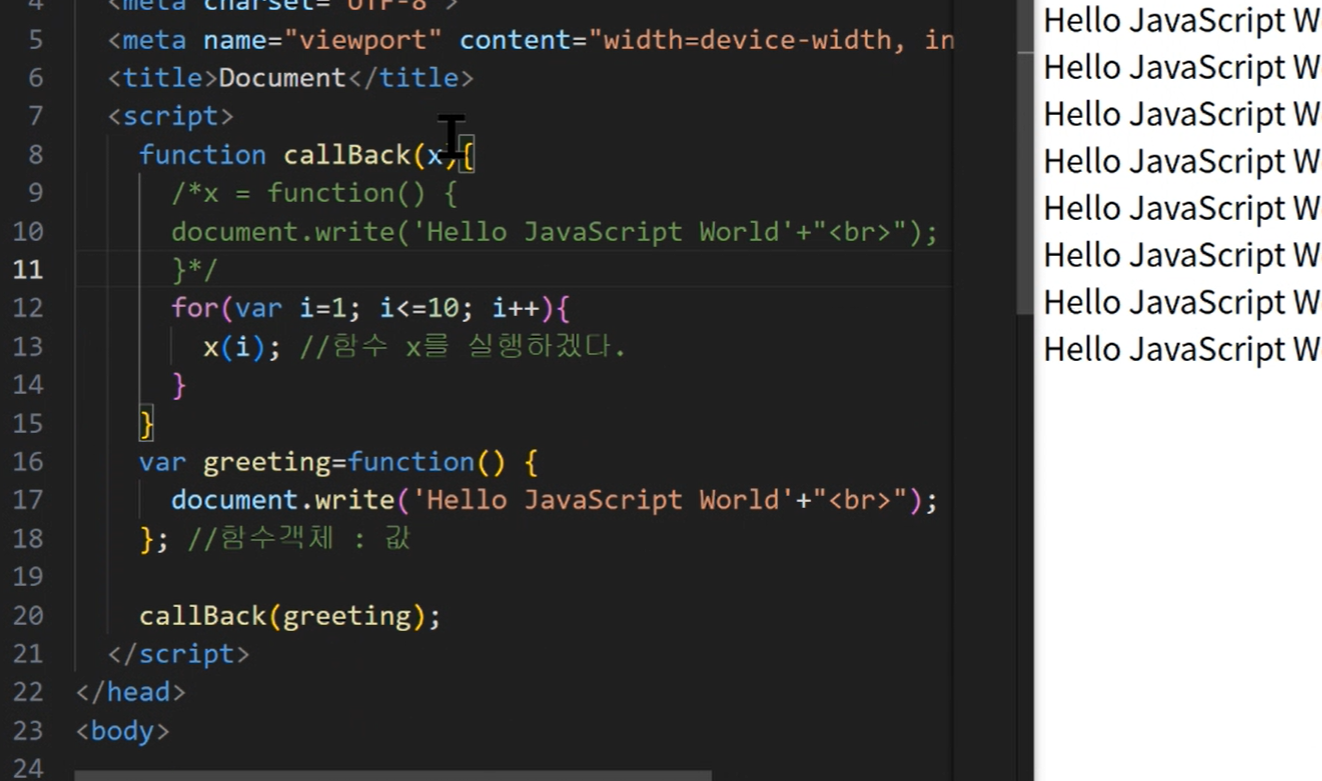 4 <meta charset="UTF-8">
5 <meta name="viewport" content="width=device-width, in
6 <title>Document</title>
7 <script>
8 function callBack(x){
9 /*x = function() {
10 document.write('Hello JavaScript World'+"<br>");
11 }*/
12 for(var i=1; i<=10; i++){
13 x(i); //함수 x를 실행하겠다.
14 }
15 }
16 var greeting=function() {
17 document.write('Hello JavaScript World'+"<br>");
18 }; //함수객체 : 값
19
20 callBack(greeting);
21 </script>
22 </head>
23 <body>
24
Hello JavaScript W
Hello JavaScript W
Hello JavaScript W
Hello JavaScript W
Hello JavaScript W
Hello JavaScript W
Hello JavaScript W
Hello JavaScript W